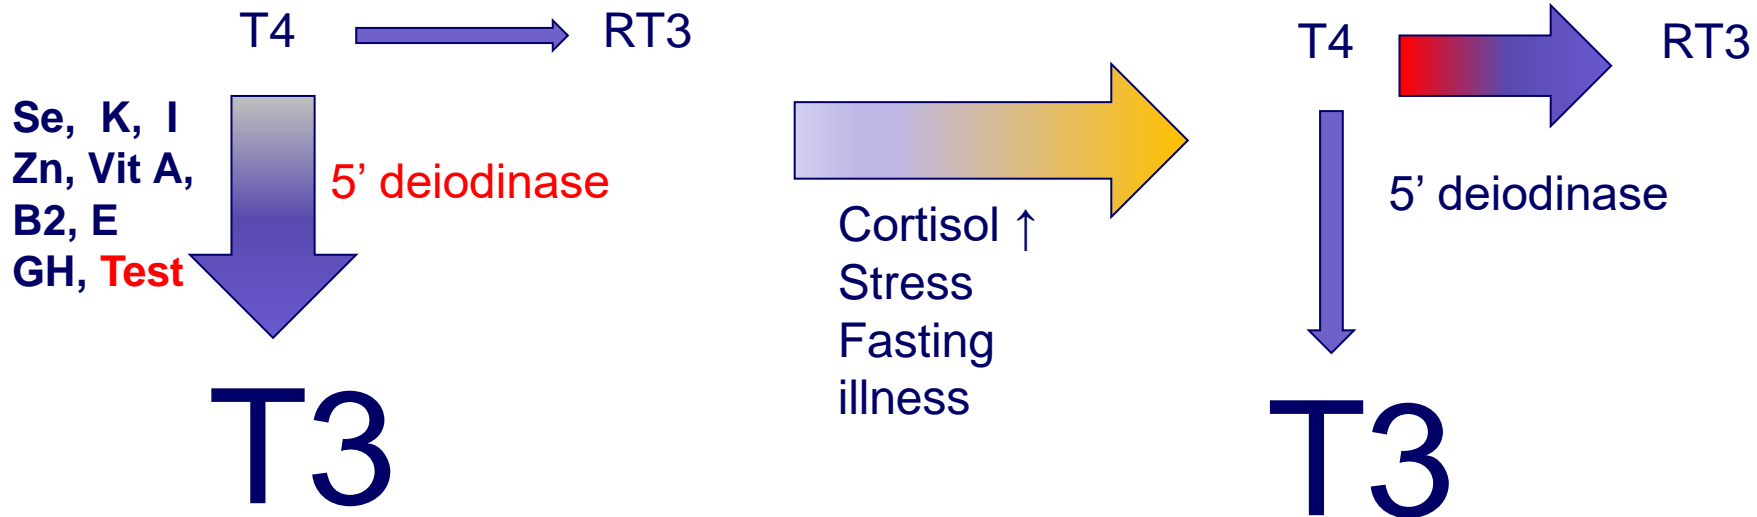 T4 RT3
Se, K, I
Zn, Vit A,
B2, E
GH, Test
5’ deiodinase
T3
Cortisol ↑
Stress
Fasting
illness
T4 RT3
5’ deiodinase
T3